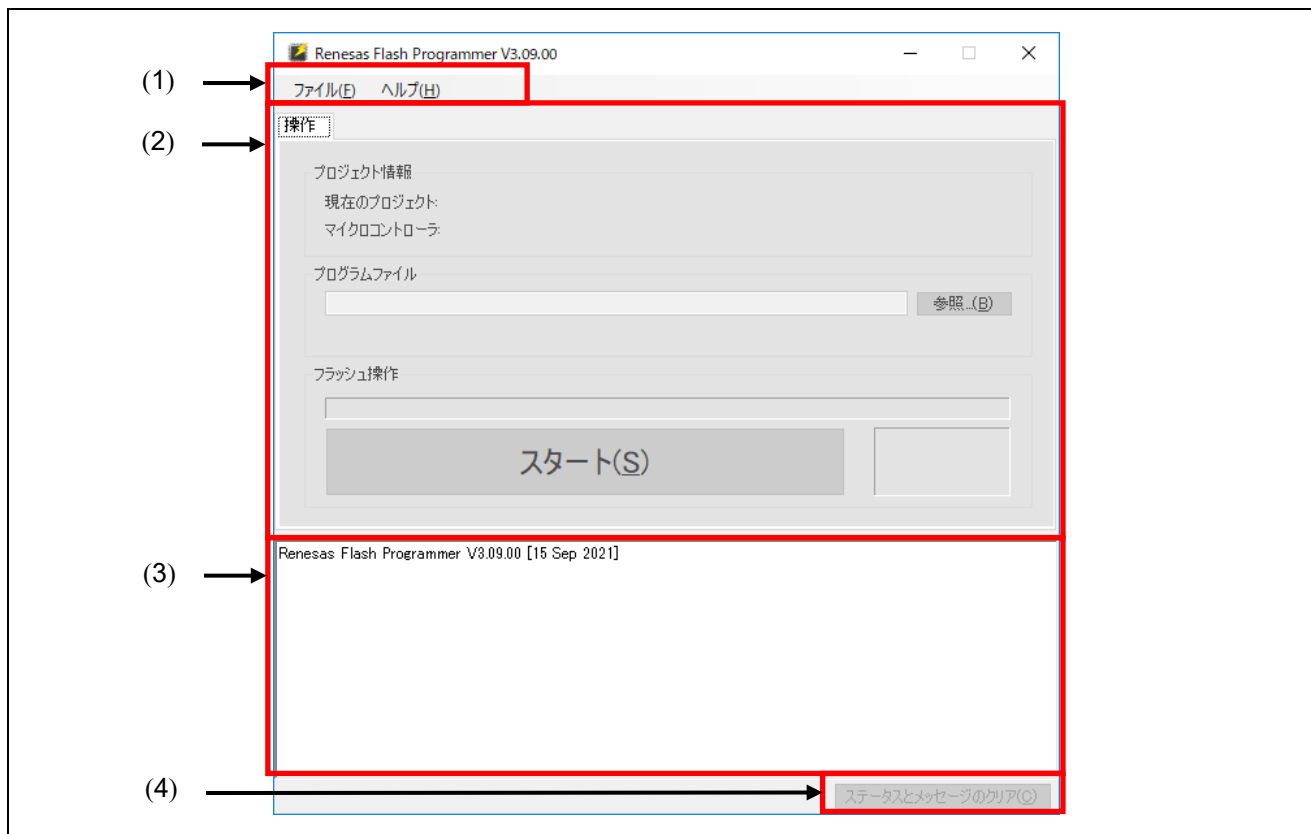 Renesas Flash Programmer V3.09.00
(1)
ファイル(F) ヘルプ(H)
(2)
操作
プロジェクト情報
現在のプロジェクト:
マイクロコントローラ:
プログラムファイル
参照...(B)
フラッシュ操作
スタート(S)
(3)
Renesas Flash Programmer V3.09.00 [15 Sep 2021]
(4)
ステータスとメッセージのクリア(C)